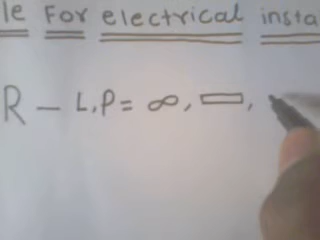 le For electrical insta
R - L.P = ∞, ▭,